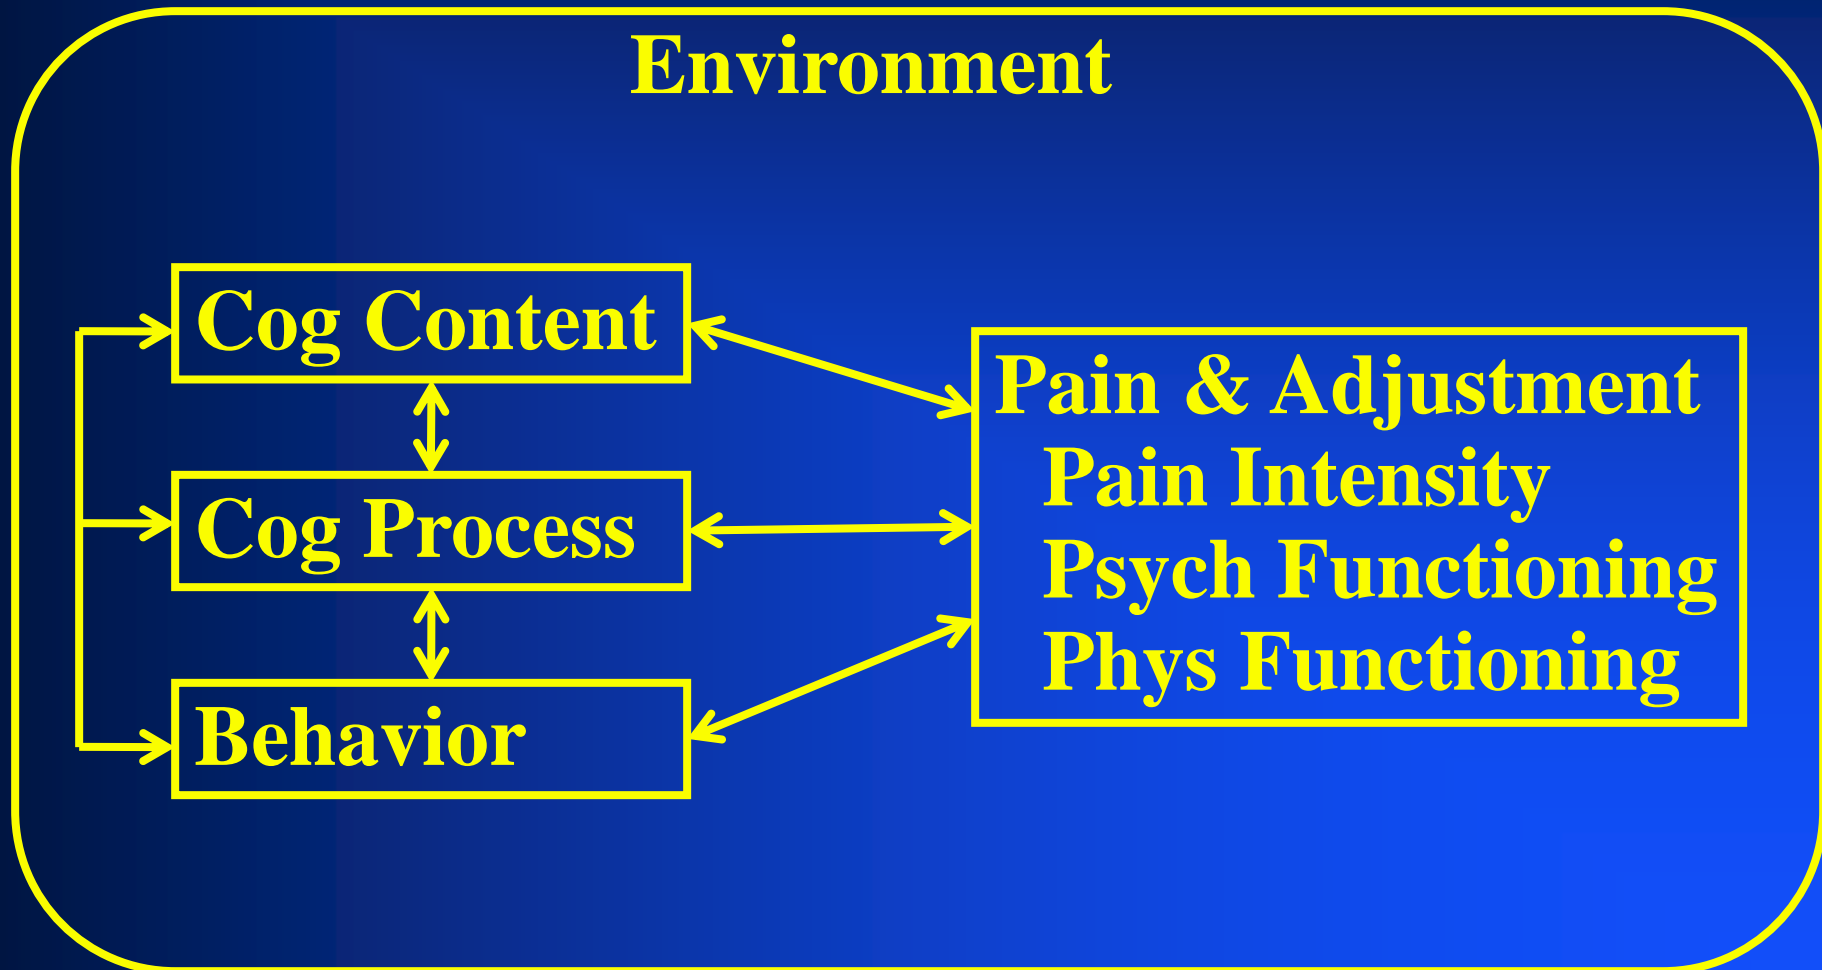 Environment
Cog Content
Cog Process
Behavior
Pain & Adjustment
Pain Intensity
Psych Functioning
Phys Functioning